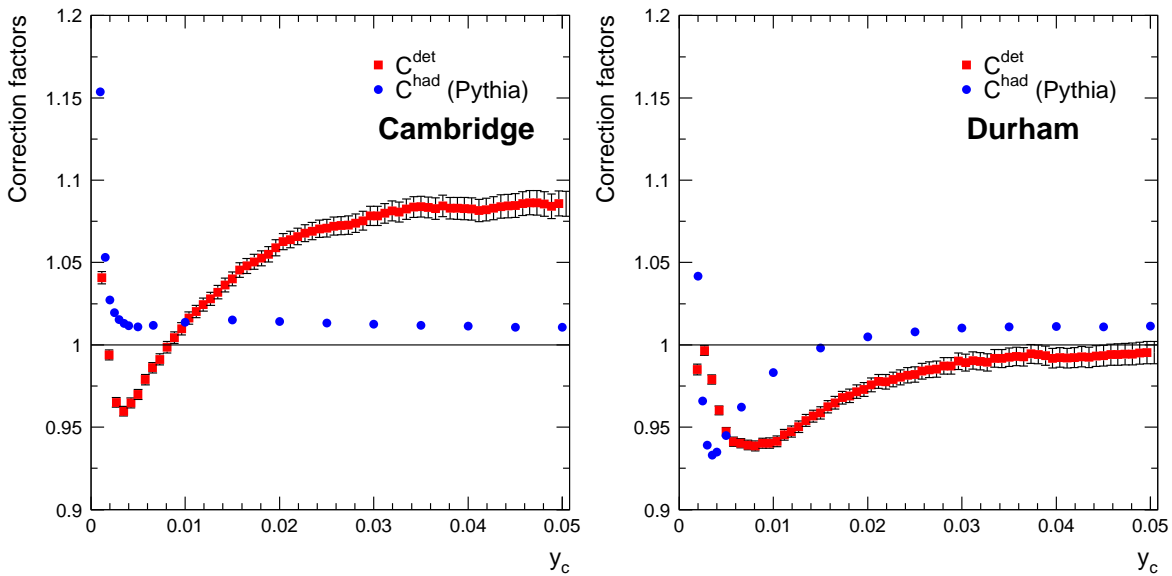 Correction factors
1.2
1.15
1.1
1.05
1
0.95
0.9
C^det
C^had (Pythia)
Cambridge
0
0.01
0.02
0.03
0.04
0.05
y_c
Correction factors
1.2
1.15
1.1
1.05
1
0.95
0.9
C^det
C^had (Pythia)
Durham
0
0.01
0.02
0.03
0.04
0.05
y_c